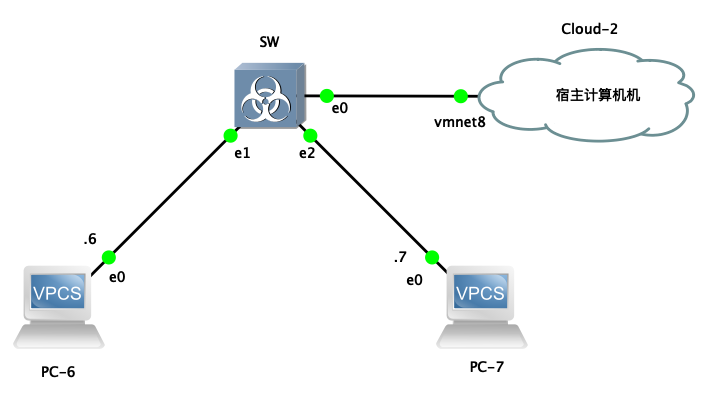 Cloud-2
SW
宿主计算机机
e0
vmnet8
e1
e2
.6
.7
e0
e0
VPCS
VPCS
PC-6
PC-7